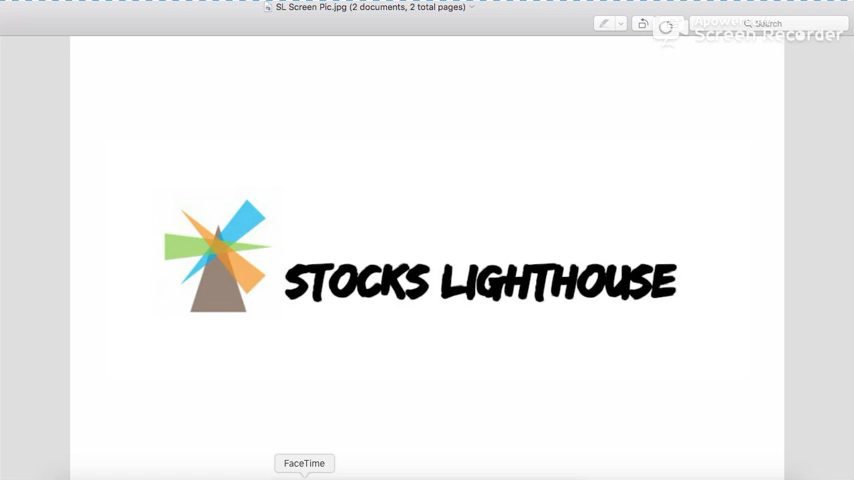 SL Screen Pic.jpg (2 documents, 2 total pages)
Search
Screen Recorder
STOCKS LIGHTHOUSE
FaceTime